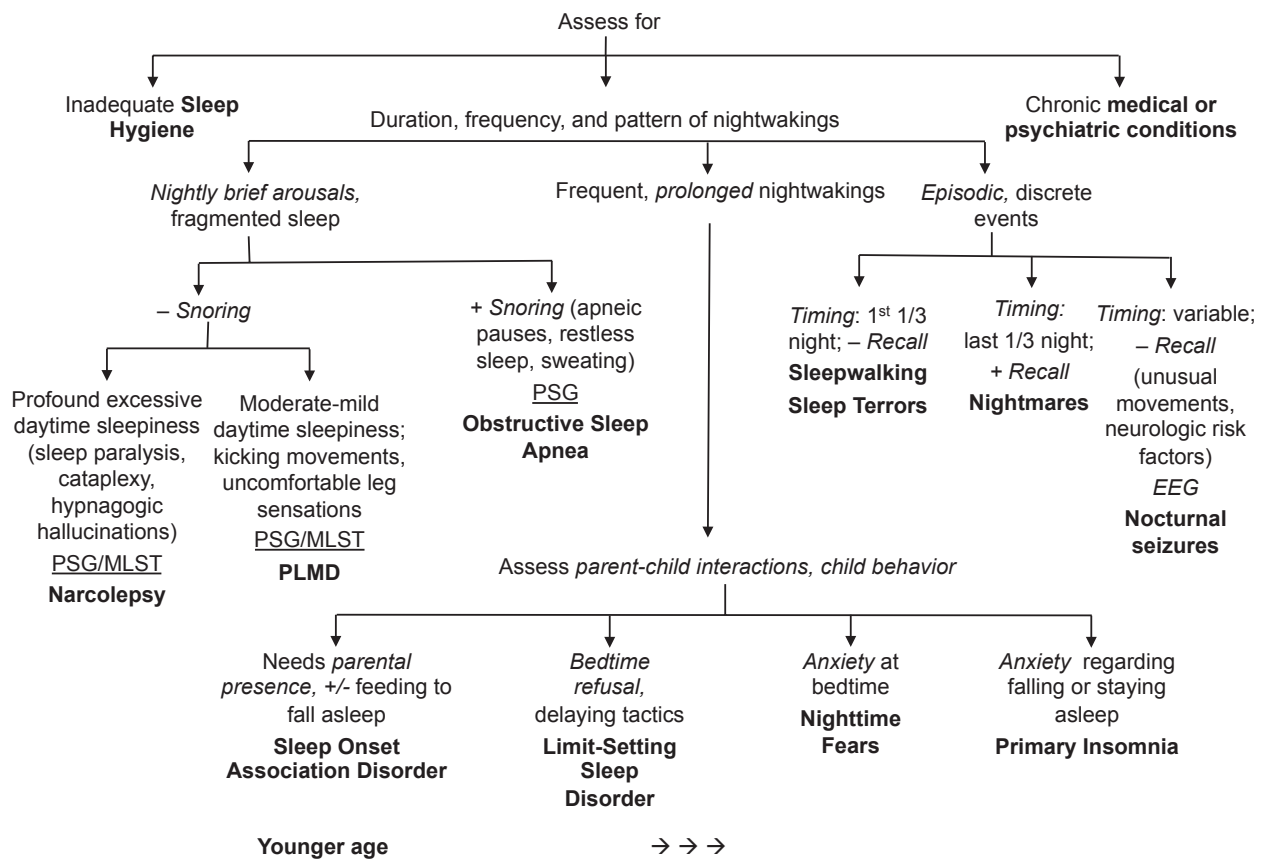 Assess for
Inadequate Sleep
Hygiene
Duration, frequency, and pattern of nightwakings
Chronic medical or
psychiatric conditions
Nightly brief arousals,
fragmented sleep
Frequent, prolonged nightwakings
Episodic, discrete
events
– Snoring
+ Snoring (apneic
pauses, restless
sleep, sweating)
PSG
Obstructive Sleep
Apnea
Timing: 1st 1/3
night; – Recall
Sleepwalking
Sleep Terrors
Timing:
last 1/3 night;
+ Recall
Nightmares
Timing: variable;
– Recall
(unusual
movements,
neurologic risk
factors)
EEG
Nocturnal
seizures
Profound excessive
daytime sleepiness
(sleep paralysis,
cataplexy,
hypnagogic
hallucinations)
PSG/MLST
Narcolepsy
Moderate-mild
daytime sleepiness;
kicking movements,
uncomfortable leg
sensations
PSG/MLST
PLMD
Assess parent-child interactions, child behavior
Needs parental
presence, +/- feeding to
fall asleep
Sleep Onset
Association Disorder
Bedtime
refusal,
delaying tactics
Limit-Setting
Sleep
Disorder
Anxiety at
bedtime
Nighttime
Fears
Anxiety regarding
falling or staying
asleep
Primary Insomnia
Younger age → → →